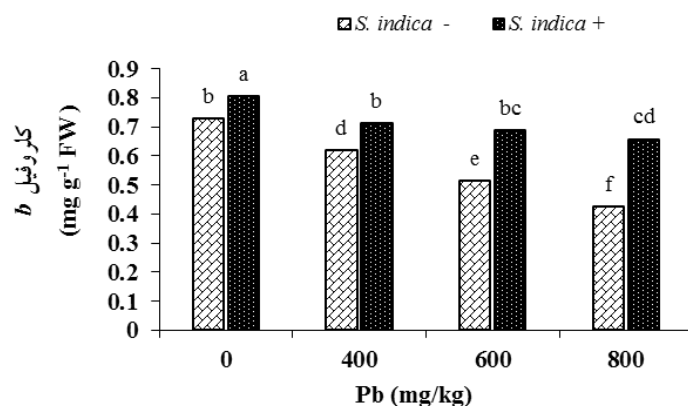 S. indica - S. indica +
کلروفیل b
(mg g-1 FW)
0.9
0.8
0.7
0.6
0.5
0.4
0.3
0.2
0.1
0
b a d b e bc f cd
0 400 600 800
Pb (mg/kg)